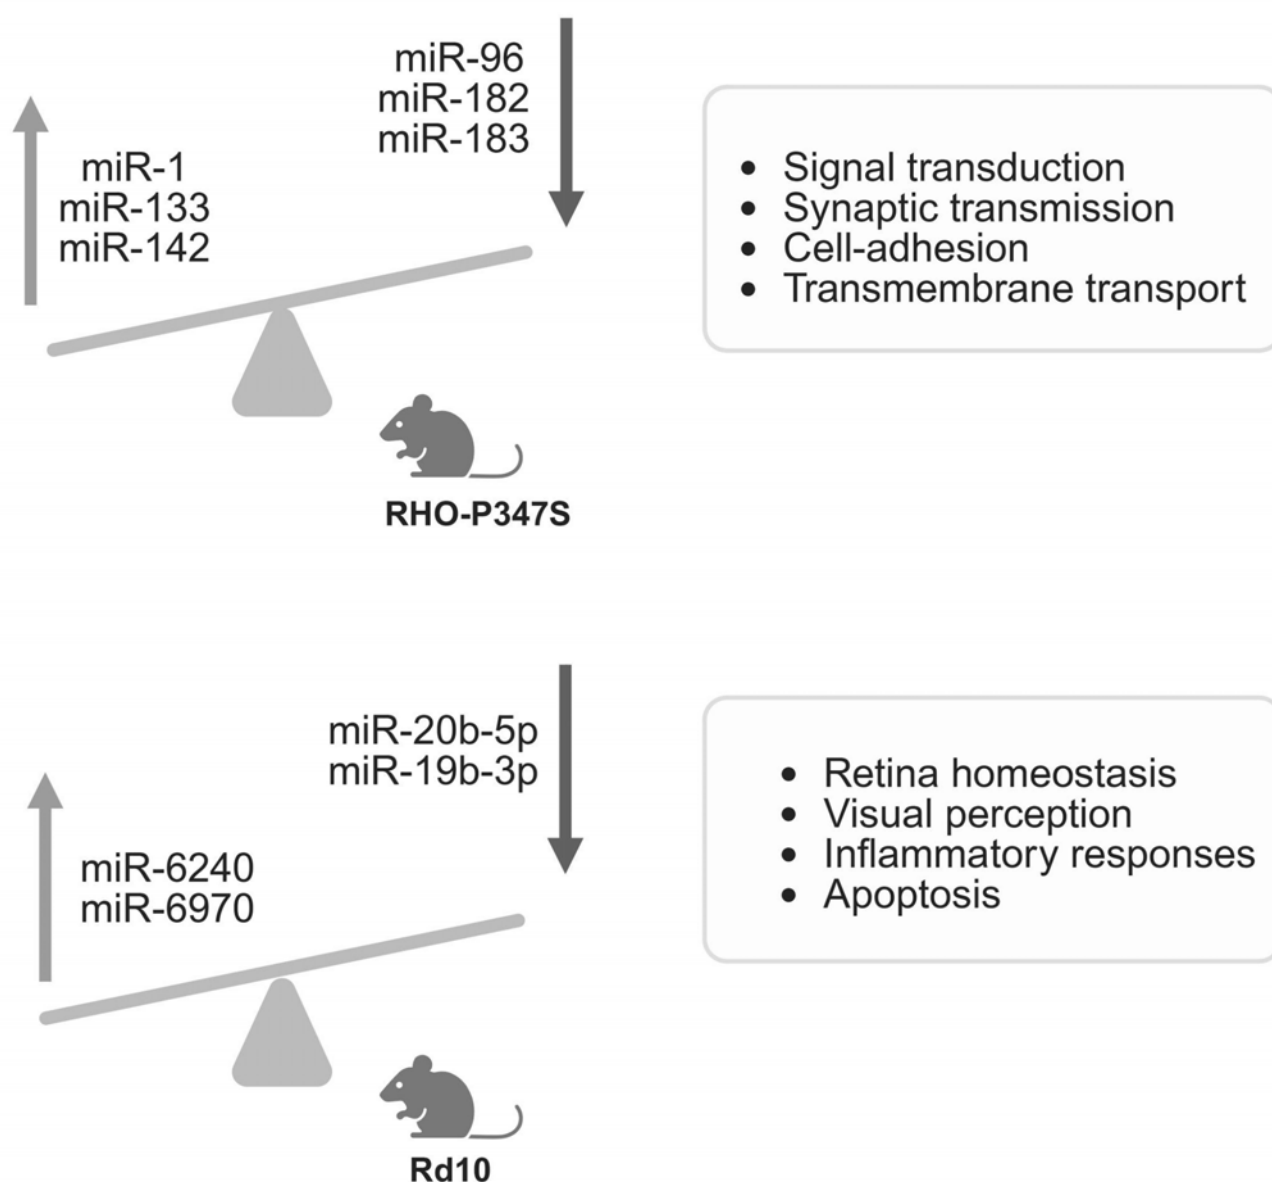 miR-96
miR-182
miR-183
miR-1
miR-133
miR-142
• Signal transduction
• Synaptic transmission
• Cell-adhesion
• Transmembrane transport
RHO-P347S
miR-20b-5p
miR-19b-3p
miR-6240
miR-6970
• Retina homeostasis
• Visual perception
• Inflammatory responses
• Apoptosis
Rd10